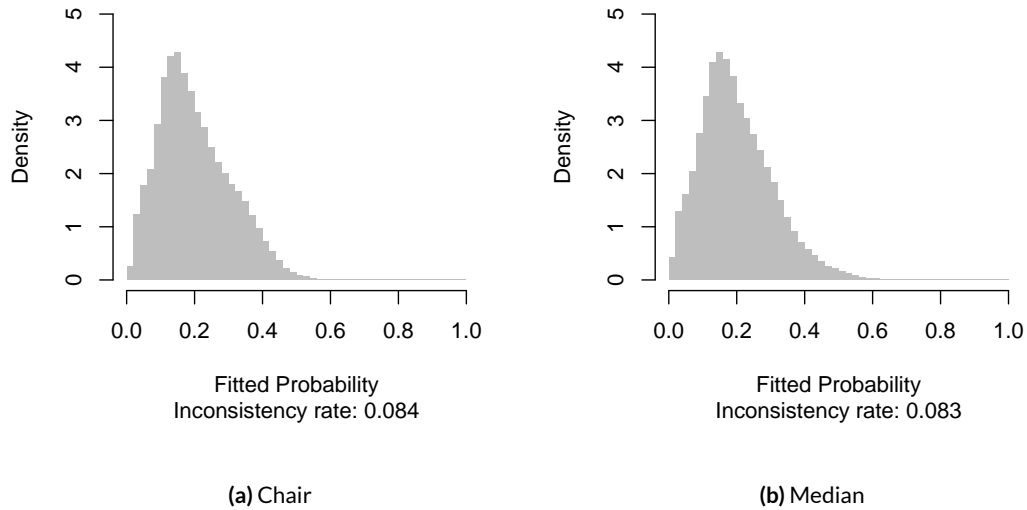 Density
5
4
3
2
1
0
0.0 0.2 0.4 0.6 0.8 1.0
Fitted Probability
Inconsistency rate: 0.084
(a) Chair
Density
5
4
3
2
1
0
0.0 0.2 0.4 0.6 0.8 1.0
Fitted Probability
Inconsistency rate: 0.083
(b) Median